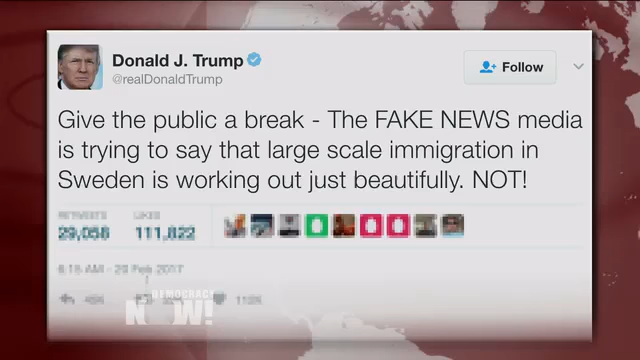 Donald J. Trump
@realDonaldTrump
Follow
Give the public a break - The FAKE NEWS media
is trying to say that large scale immigration in
Sweden is working out just beautifully. NOT!
RETWEETS LIKES
29,058 111,822
DEMOCRACY
NOW!